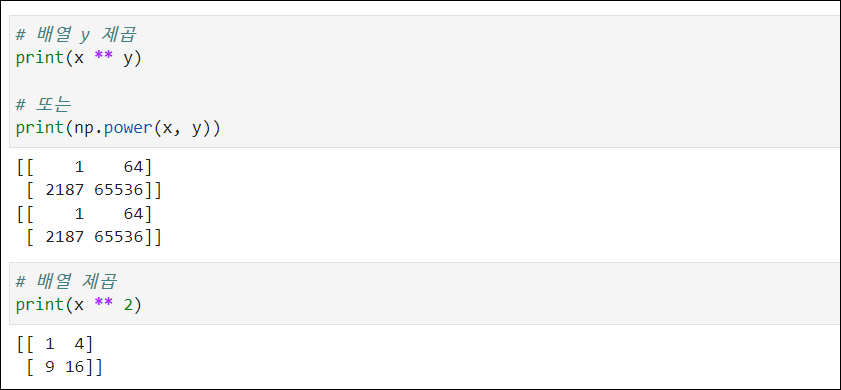 # 배열 y 제곱
print(x ** y)
# 또는
print(np.power(x, y))
[[    1    64]
 [ 2187 65536]]
[[    1    64]
 [ 2187 65536]]
# 배열 제곱
print(x ** 2)
[[ 1  4]
 [ 9 16]]